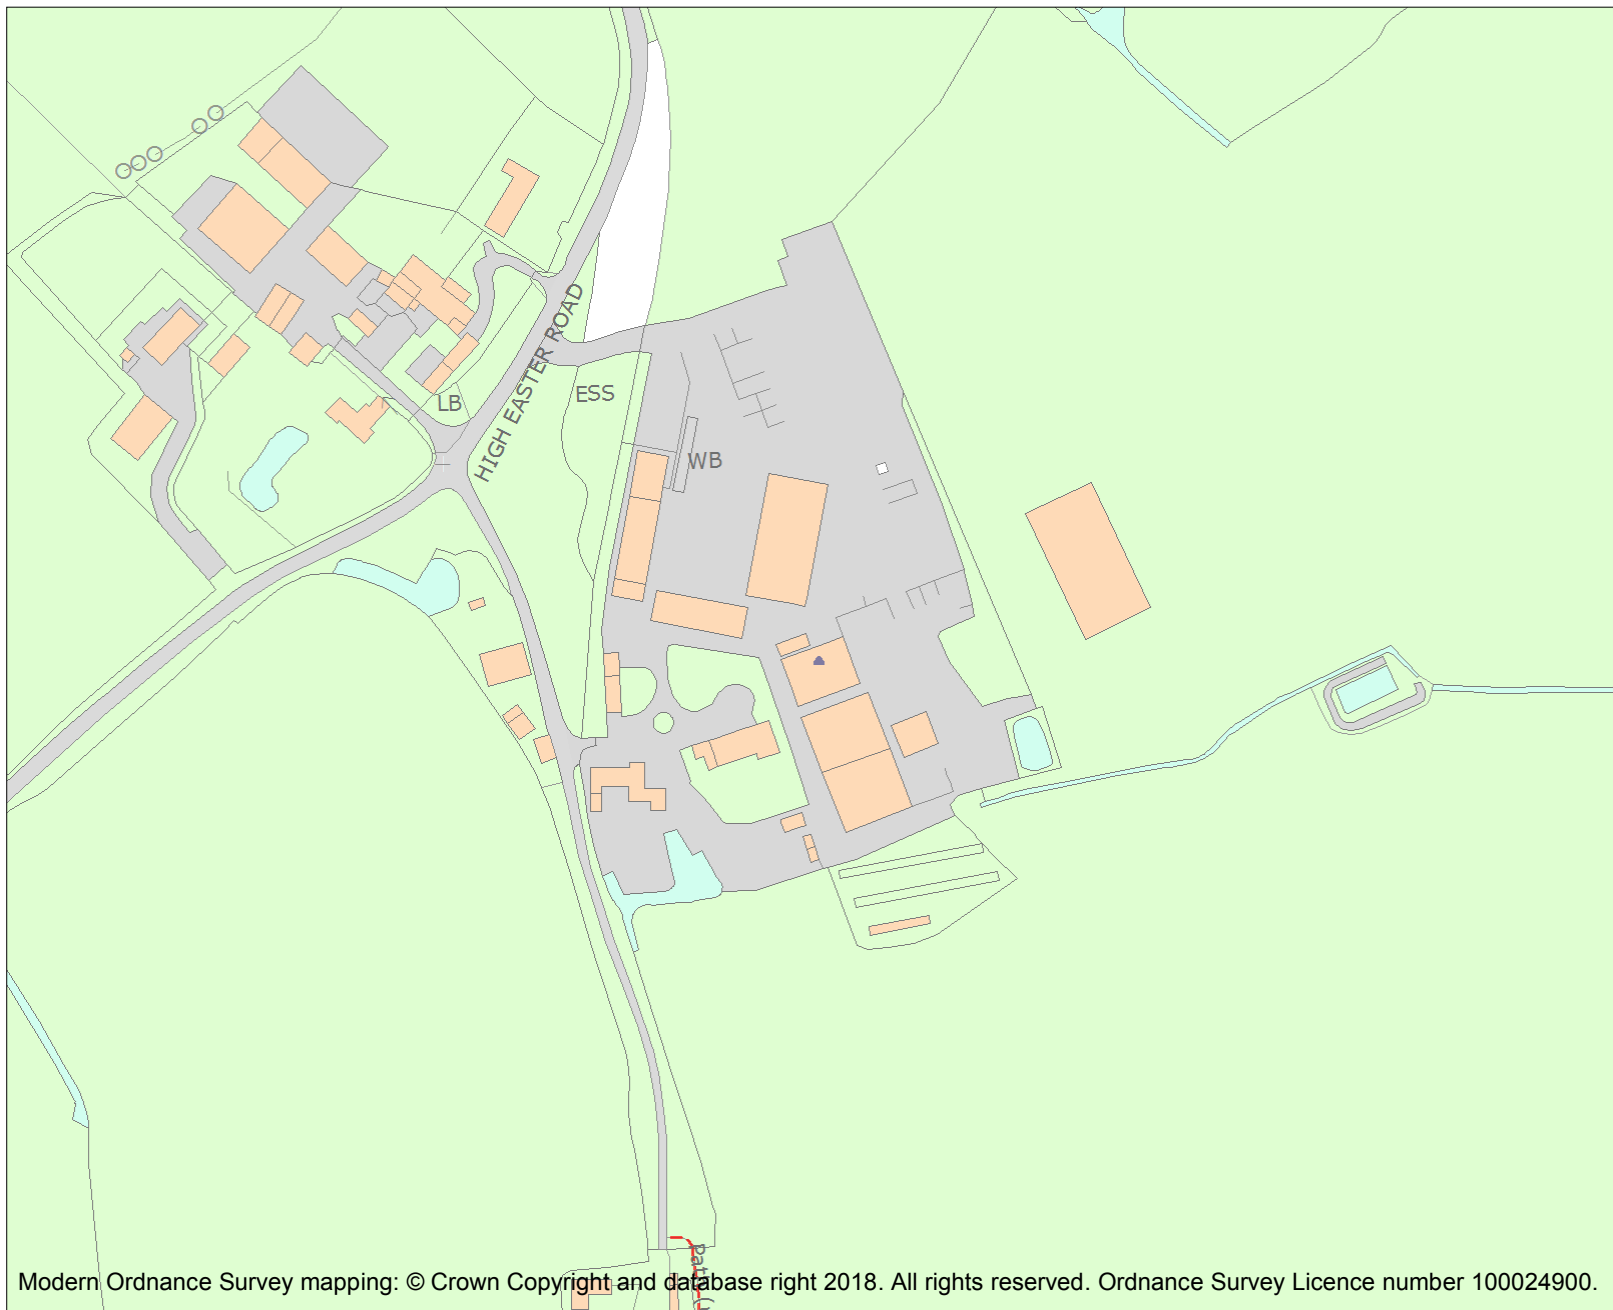 HIGH EASTER ROAD
LB
ESS
WB
Modern Ordnance Survey mapping: © Crown Copyright and database right 2018. All rights reserved. Ordnance Survey Licence number 100024900.